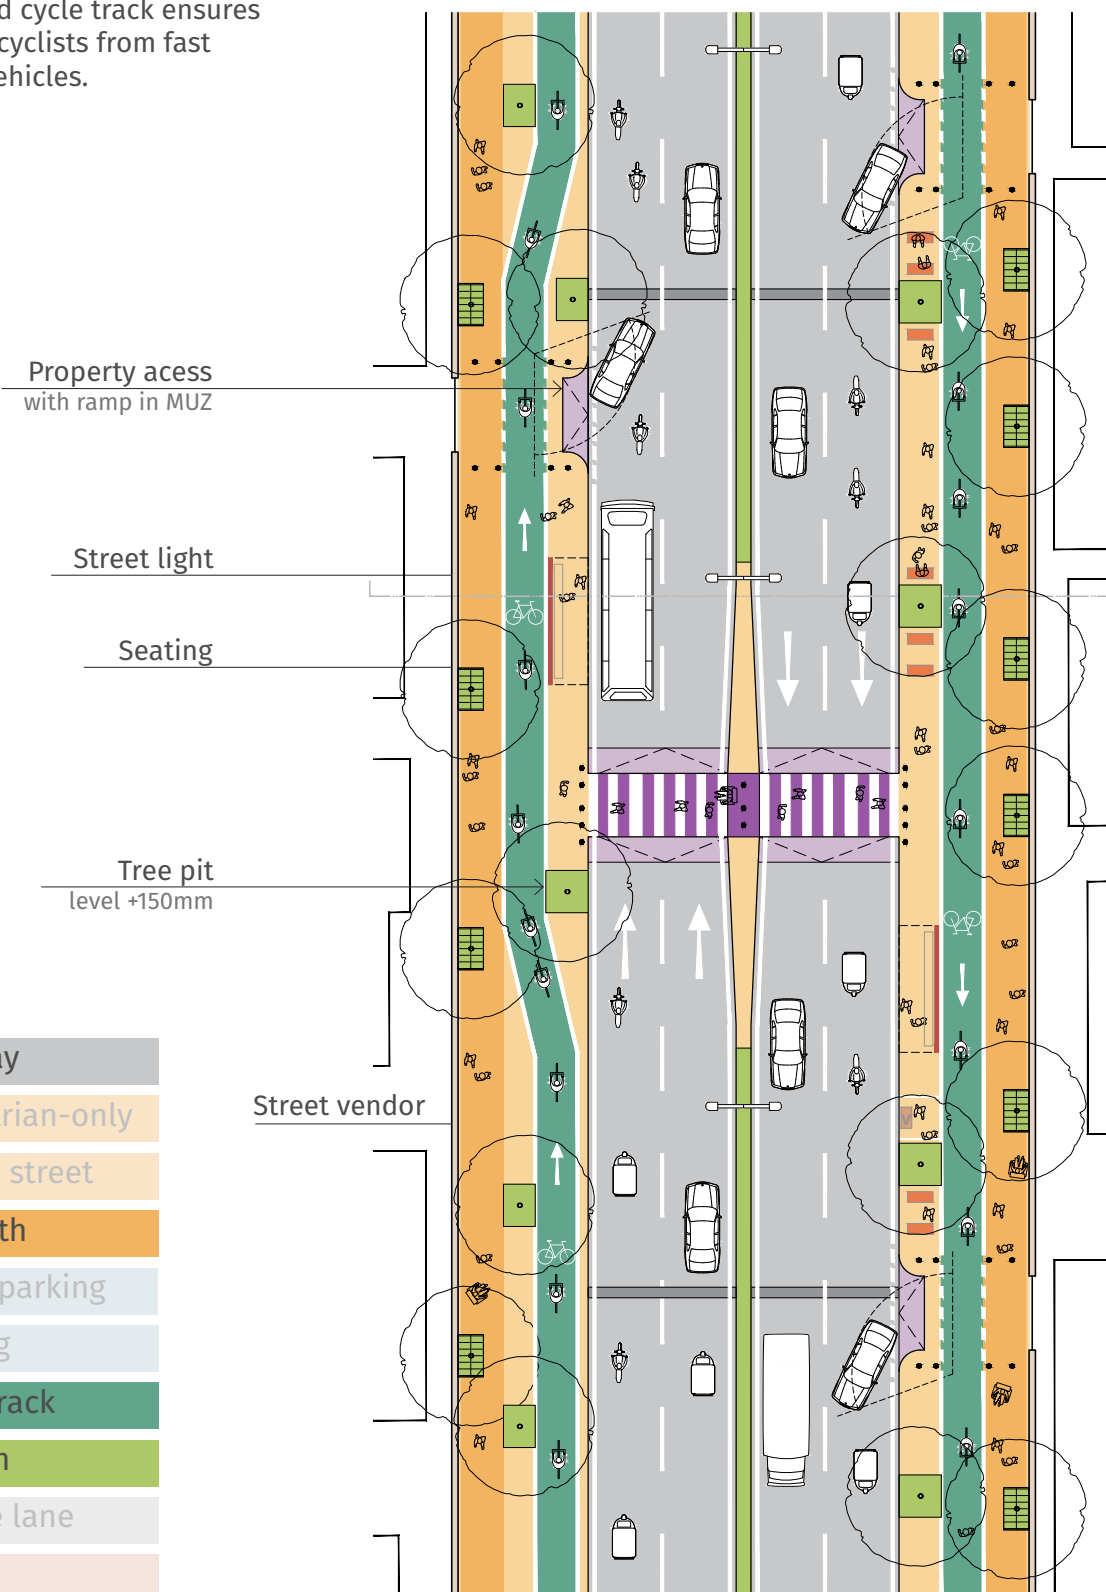 d cycle track ensures
cyclists from fast
ehicles.
Property acess
with ramp in MUZ
Street light
Seating
Tree pit
level +150mm
Street vendor
V
ay
rian-only
street
th
parking
g
rack
n
e lane